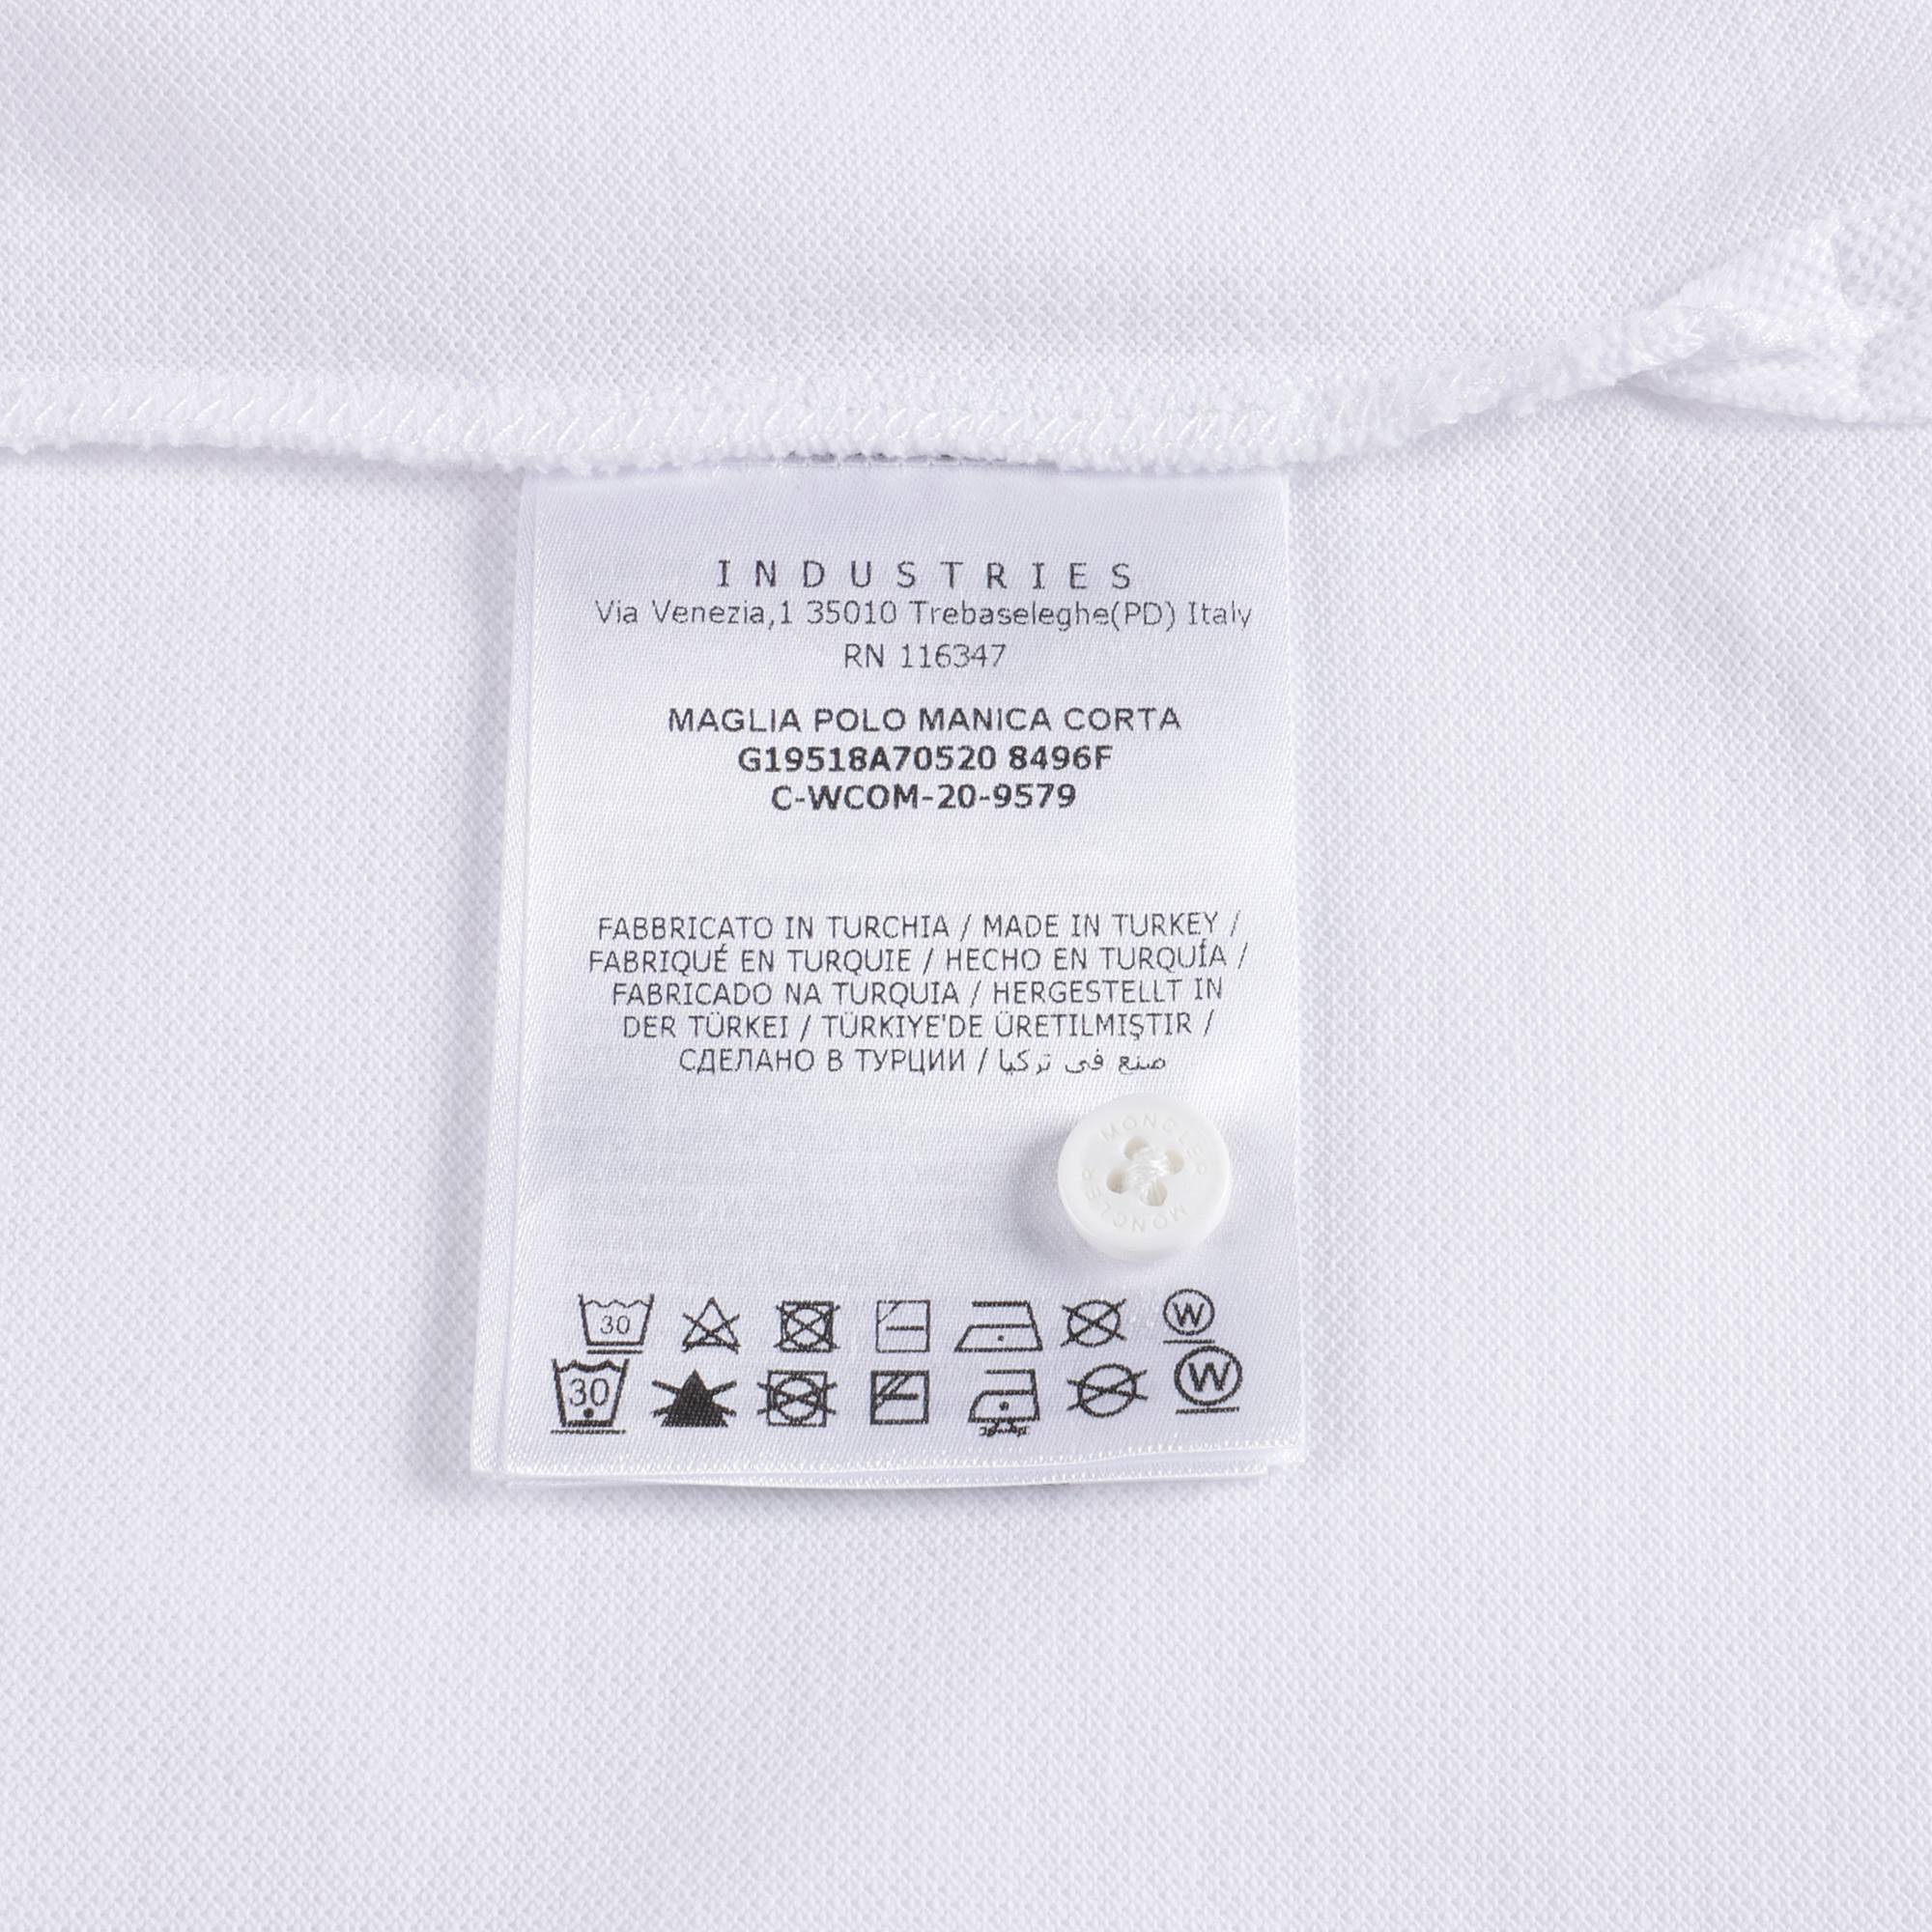 INDUSTRIES
Via Venezia,1 35010 Trebaseleghe(PD) Italy
RN 116347
MAGLIA POLO MANICA CORTA
G19518A70520 8496F
C-WCOM-20-9579
FABBRICATO IN TURCHIA / MADE IN TURKEY /
FABRIQUÉ EN TURQUIE / HECHO EN TURQUÍA /
FABRICADO NA TURQUIA / HERGESTELLT IN
DER TÜRKEI / TÜRKIYE'DE ÜRETILMIŞTIR /
СДЕЛАНО В ТУРЦИИ / صنع فى تركيا
MONCLER
MONCLER
30 W
30 W